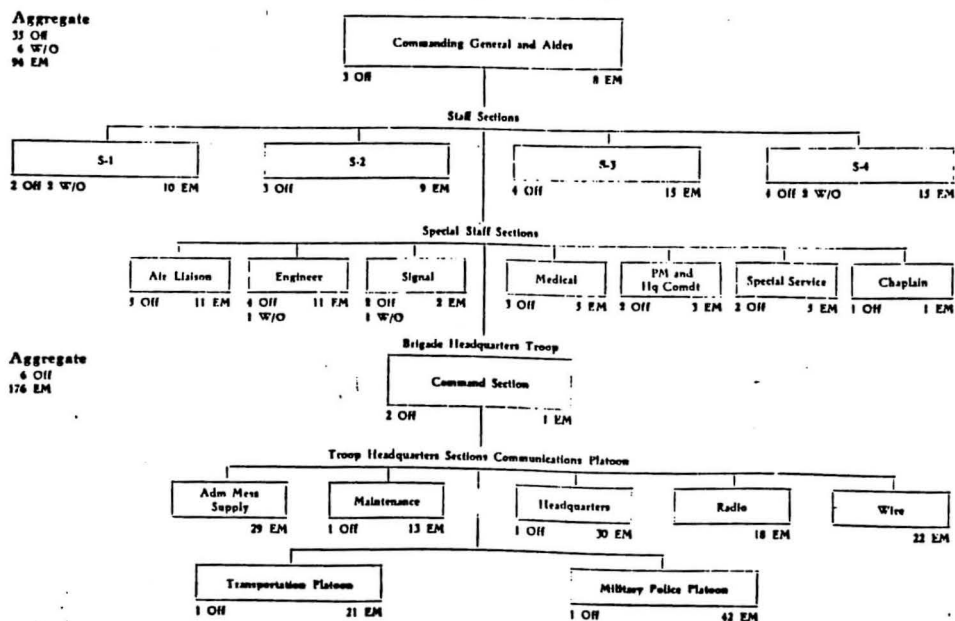 Aggregate
33 Off
6 W/O
94 EM
Commanding General and Aides
3 Off 8 EM
Staff Sections
S-1 S-2 S-3 S-4
2 Off 2 W/O 10 EM 3 Off 9 EM 4 Off 15 EM 4 Off 2 W/O 15 EM
Special Staff Sections
Air Liaison Engineer Signal Medical PM and Hq Comdt Special Service Chaplain
3 Off 11 EM 4 Off 11 EM 2 Off 2 EM 3 Off 5 EM 2 Off 3 EM 2 Off 5 EM 1 Off 1 EM
1 W/O 1 W/O
Aggregate
6 Off
176 EM
Brigade Headquarters Troop
Command Section
2 Off 1 EM
Troop Headquarters Sections Communications Platoon
Adm Mess Supply Maintenance Headquarters Radio Wire
29 EM 1 Off 13 EM 1 Off 30 EM 18 EM 22 EM
Transportation Platoon Military Police Platoon
1 Off 21 EM 1 Off 42 EM